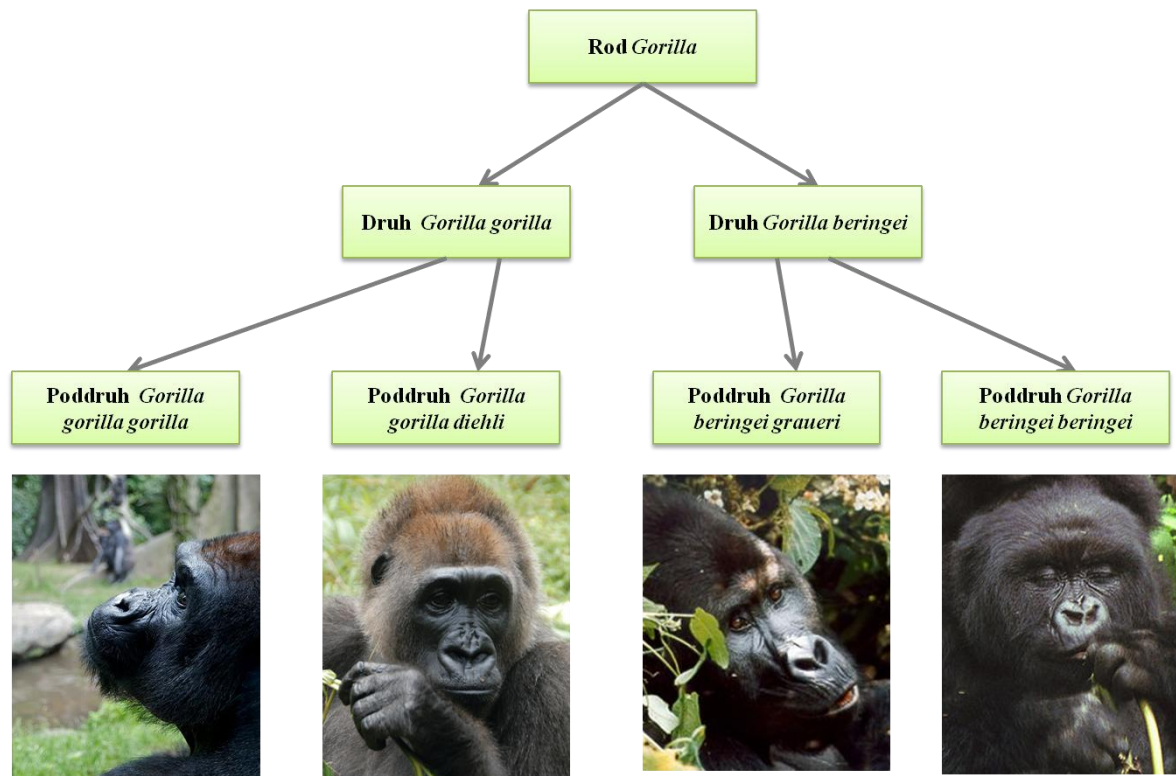 Rod Gorilla
Druh Gorilla gorilla
Druh Gorilla beringei
Poddruh Gorilla
gorilla gorilla
Poddruh Gorilla
gorilla diehli
Poddruh Gorilla
beringei graueri
Poddruh Gorilla
beringei beringei